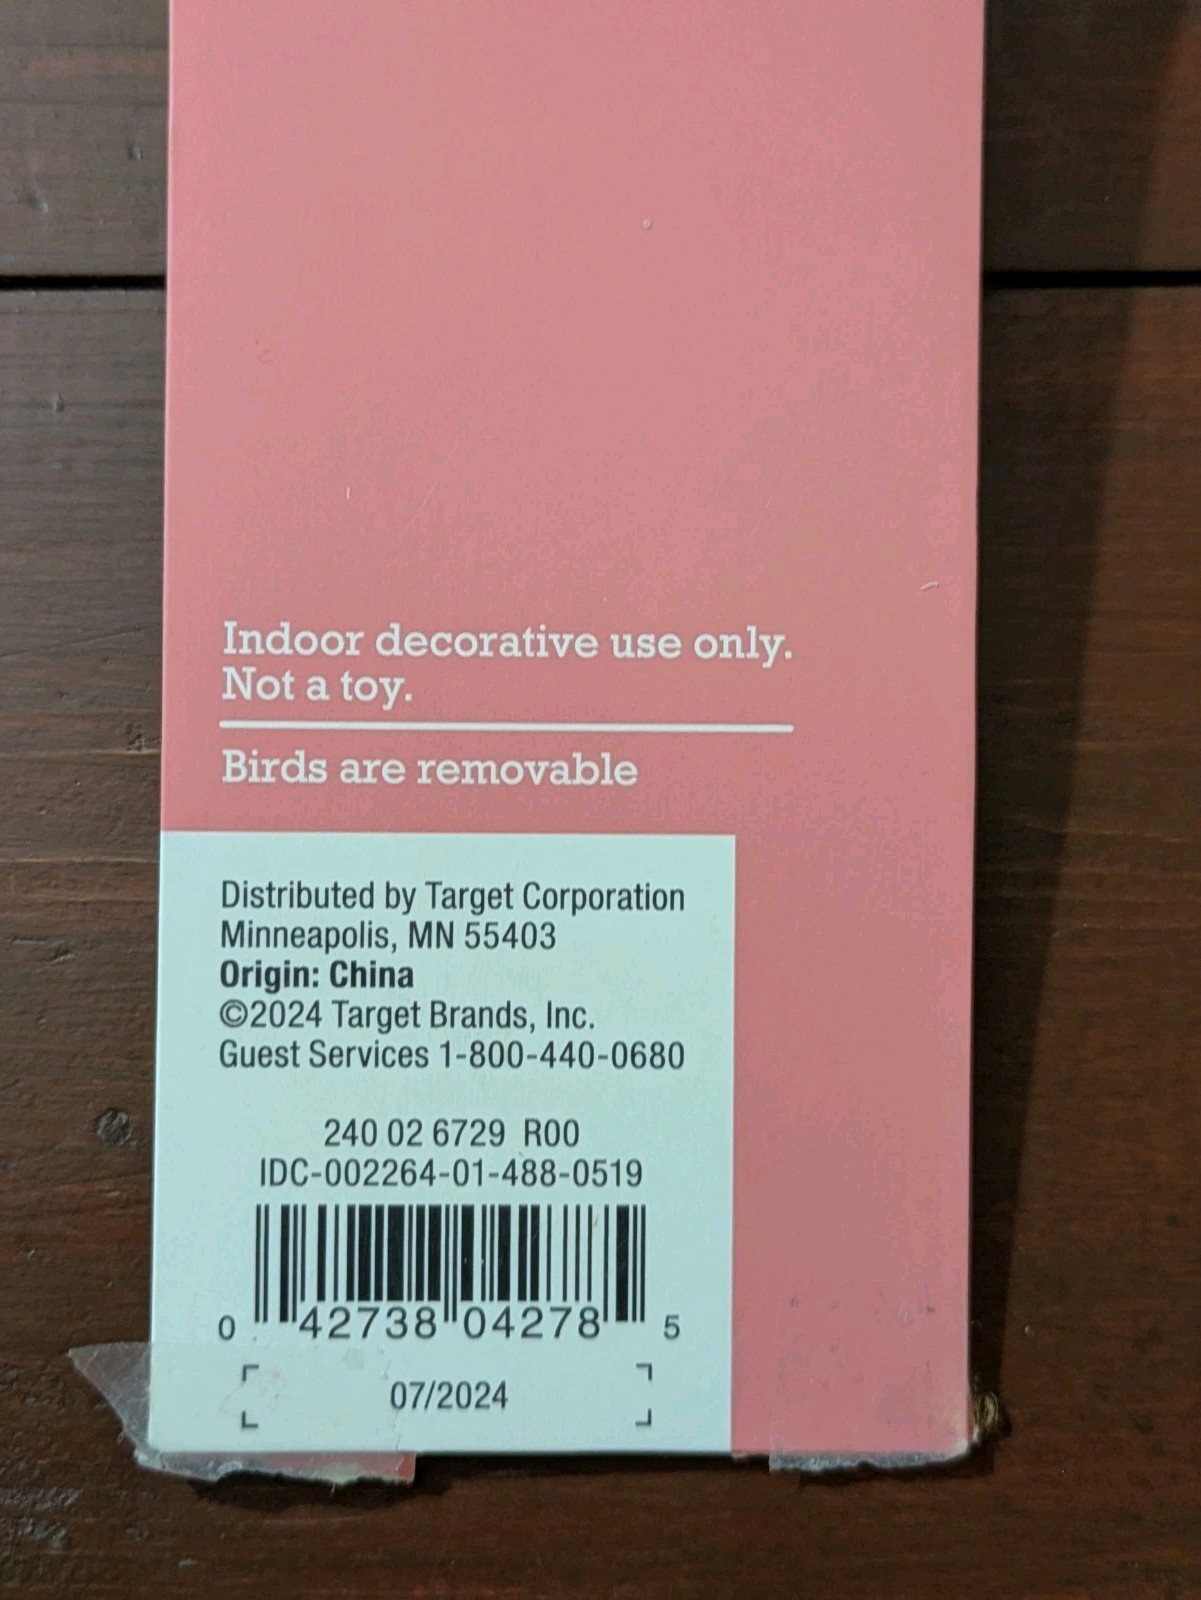 Indoor decorative use only.
Not a toy.
Birds are removable
Distributed by Target Corporation
Minneapolis, MN 55403
Origin: China
©2024 Target Brands, Inc.
Guest Services 1-800-440-0680
240 02 6729 R00
IDC-002264-01-488-0519
0 42738 04278 5
07/2024